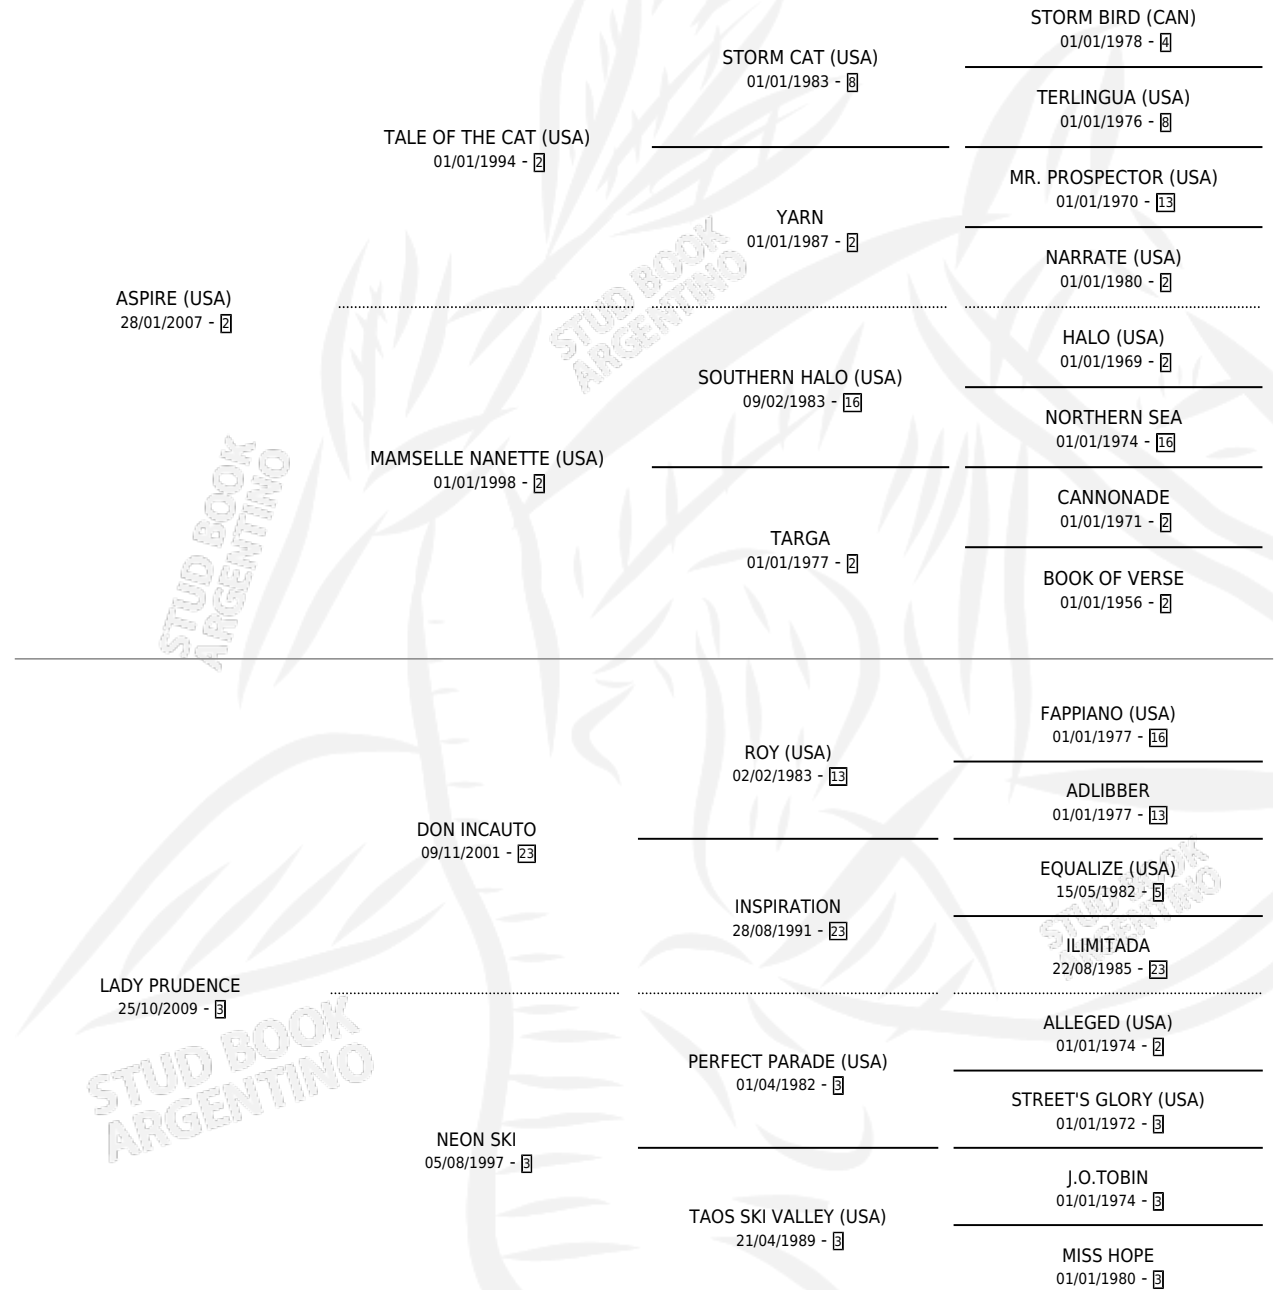 STORM BIRD (CAN)
01/01/1978 - 4
STORM CAT (USA)
01/01/1983 - 8
TERLINGUA (USA)
01/01/1976 - 8
TALE OF THE CAT (USA)
01/01/1994 - 2
MR. PROSPECTOR (USA)
01/01/1970 - 13
YARN
01/01/1987 - 2
NARRATE (USA)
01/01/1980 - 2
ASPIRE (USA)
28/01/2007 - 2
HALO (USA)
01/01/1969 - 2
SOUTHERN HALO (USA)
09/02/1983 - 16
NORTHERN SEA
01/01/1974 - 16
MAMSELLE NANETTE (USA)
01/01/1998 - 2
CANNONADE
01/01/1971 - 2
TARGA
01/01/1977 - 2
BOOK OF VERSE
01/01/1956 - 2
STUD BOOK
ARGENTINO
STUD BOOK
ARGENTINO
FAPPIANO (USA)
01/01/1977 - 16
ROY (USA)
02/02/1983 - 13
ADLIBBER
01/01/1977 - 13
DON INCAUTO
09/11/2001 - 23
EQUALIZE (USA)
15/05/1982 - 5
INSPIRATION
28/08/1991 - 23
ILIMITADA
22/08/1985 - 23
LADY PRUDENCE
25/10/2009 - 3
ALLEGED (USA)
01/01/1974 - 2
PERFECT PARADE (USA)
01/04/1982 - 3
STREET'S GLORY (USA)
01/01/1972 - 3
NEON SKI
05/08/1997 - 3
J.O.TOBIN
01/01/1974 - 3
TAOS SKI VALLEY (USA)
21/04/1989 - 3
MISS HOPE
01/01/1980 - 3
STUD BOOK
ARGENTINO
STUD BOOK
ARGENTINO